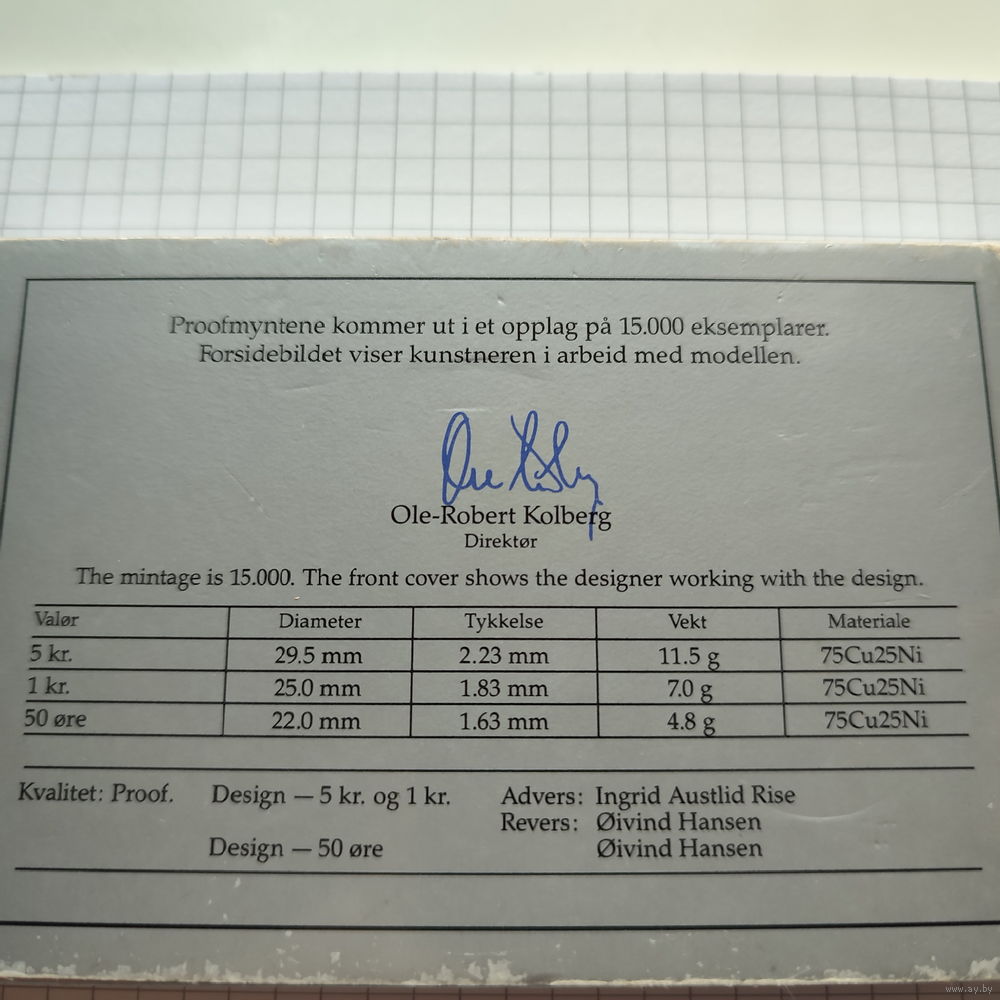 Proofmyntene kommer ut i et opplag på 15.000 eksemplarer.
Forsidebildet viser kunstneren i arbeid med modellen.
Ole-Robert Kolberg
Direktør
The mintage is 15.000. The front cover shows the designer working with the design.
Valør Diameter Tykkelse Vekt Materiale
5 kr. 29.5 mm 2.23 mm 11.5 g 75Cu25Ni
1 kr. 25.0 mm 1.83 mm 7.0 g 75Cu25Ni
50 øre 22.0 mm 1.63 mm 4.8 g 75Cu25Ni
Kvalitet: Proof. Design — 5 kr. og 1 kr. Advers: Ingrid Austlid Rise
Revers: Øivind Hansen
Design — 50 øre Øivind Hansen
www.ay.by